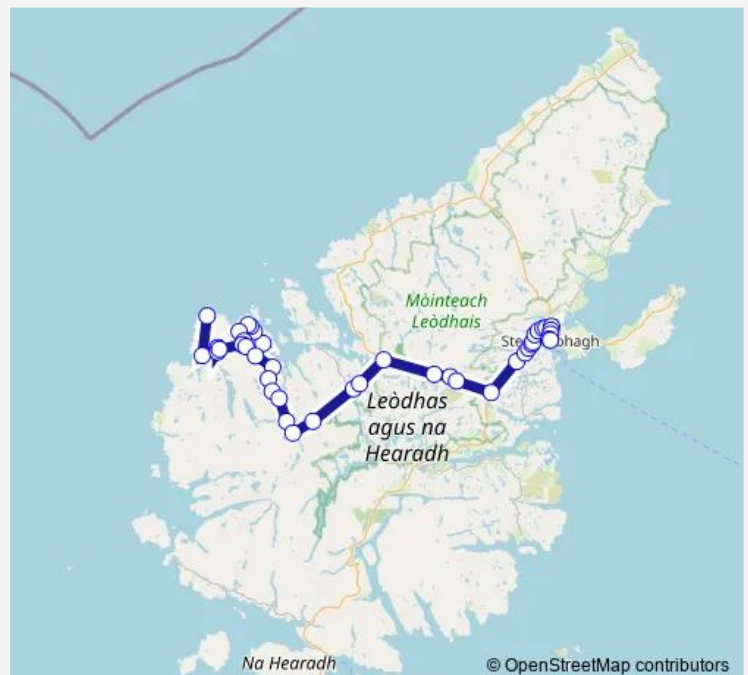 Mòinteach
Leòdhais
Leòdhas
agus na
Hearadh
Na Hearadh
© OpenStreetMap contributors